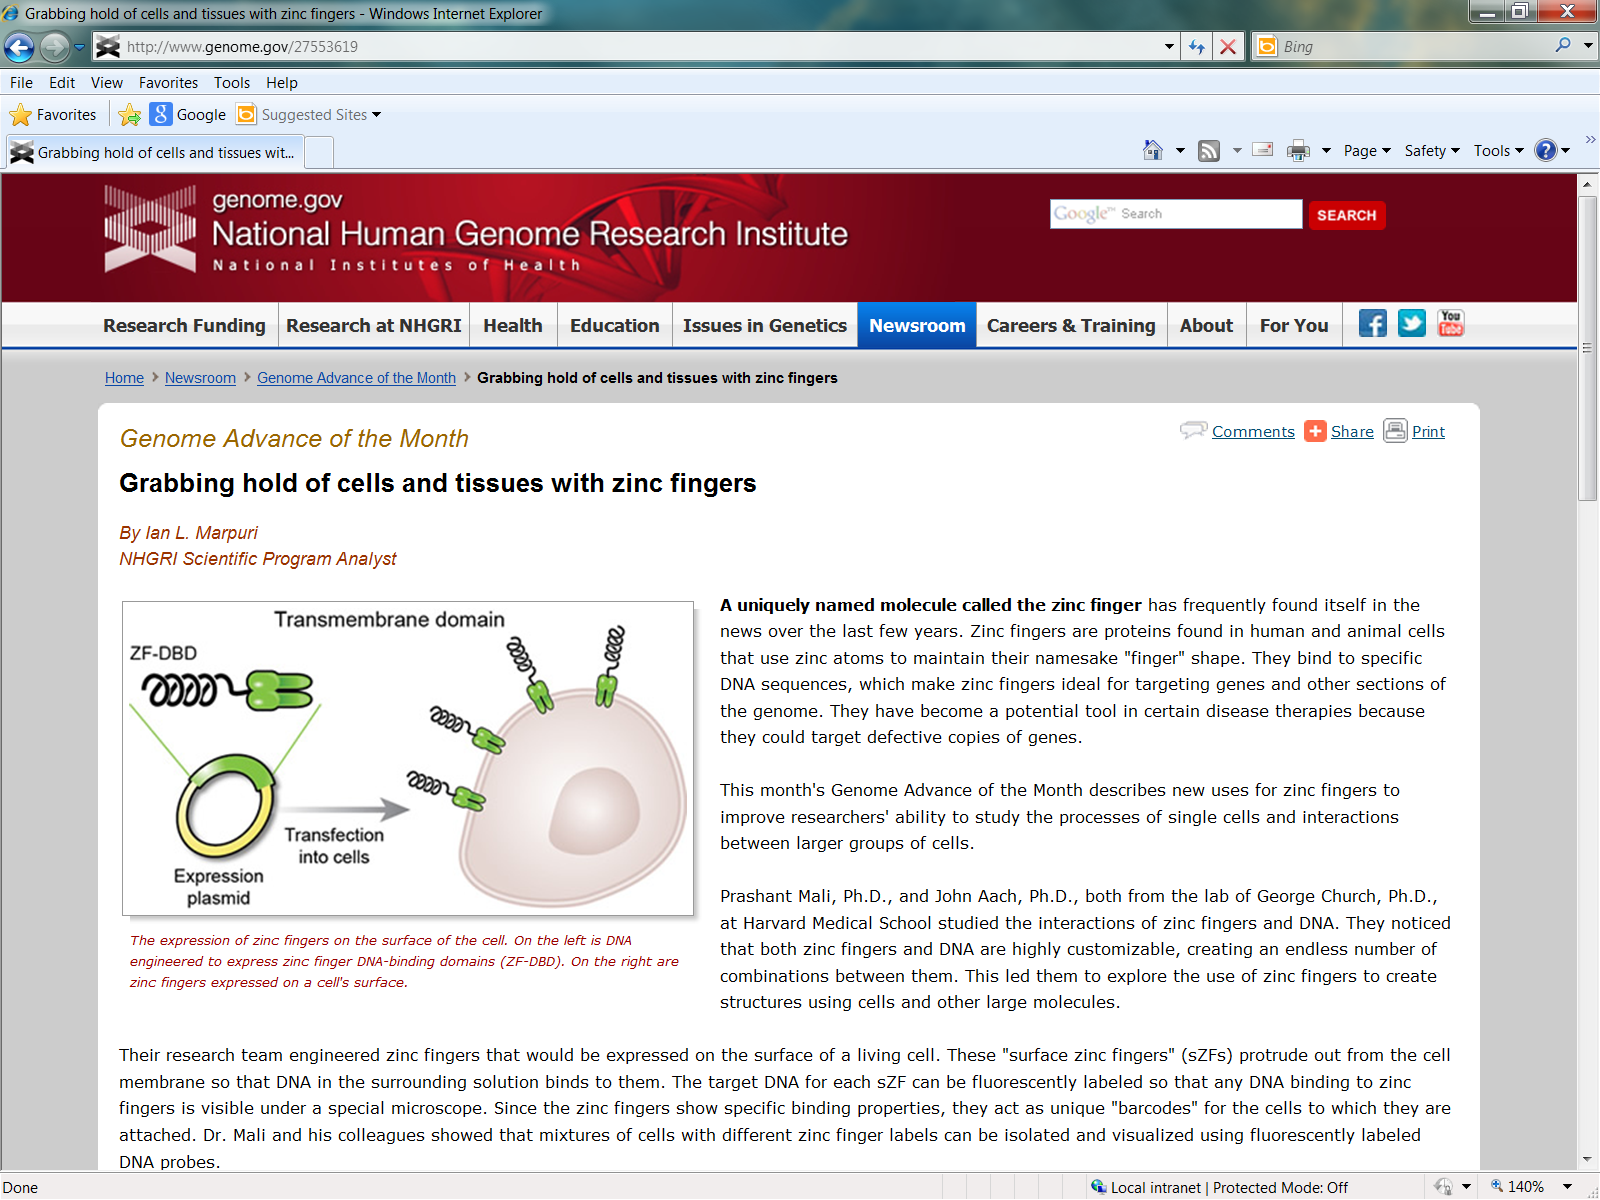 Grabbing hold of cells and tissues with zinc fingers - Windows Internet Explorer
http://www.genome.gov/27553619
Bing
File Edit View Favorites Tools Help
Favorites Google Suggested Sites
Grabbing hold of cells and tissues wit...
Page Safety Tools
genome.gov
National Human Genome Research Institute
National Institutes of Health
Google™ Search SEARCH
Research Funding Research at NHGRI Health Education Issues in Genetics Newsroom Careers & Training About For You
You Tube
Home > Newsroom > Genome Advance of the Month > Grabbing hold of cells and tissues with zinc fingers
Genome Advance of the Month
Comments Share Print
Grabbing hold of cells and tissues with zinc fingers
By Ian L. Marpuri
NHGRI Scientific Program Analyst
Transmembrane domain
ZF-DBD
Transfection
into cells
Expression
plasmid
The expression of zinc fingers on the surface of the cell. On the left is DNA
engineered to express zinc finger DNA-binding domains (ZF-DBD). On the right are
zinc fingers expressed on a cell's surface.
A uniquely named molecule called the zinc finger has frequently found itself in the
news over the last few years. Zinc fingers are proteins found in human and animal cells
that use zinc atoms to maintain their namesake "finger" shape. They bind to specific
DNA sequences, which make zinc fingers ideal for targeting genes and other sections of
the genome. They have become a potential tool in certain disease therapies because
they could target defective copies of genes.
This month's Genome Advance of the Month describes new uses for zinc fingers to
improve researchers' ability to study the processes of single cells and interactions
between larger groups of cells.
Prashant Mali, Ph.D., and John Aach, Ph.D., both from the lab of George Church, Ph.D.,
at Harvard Medical School studied the interactions of zinc fingers and DNA. They noticed
that both zinc fingers and DNA are highly customizable, creating an endless number of
combinations between them. This led them to explore the use of zinc fingers to create
structures using cells and other large molecules.
Their research team engineered zinc fingers that would be expressed on the surface of a living cell. These "surface zinc fingers" (sZFs) protrude out from the cell
membrane so that DNA in the surrounding solution binds to them. The target DNA for each sZF can be fluorescently labeled so that any DNA binding to zinc
fingers is visible under a special microscope. Since the zinc fingers show specific binding properties, they act as unique "barcodes" for the cells to which they are
attached. Dr. Mali and his colleagues showed that mixtures of cells with different zinc finger labels can be isolated and visualized using fluorescently labeled
DNA probes.
Done
Local intranet | Protected Mode: Off
140%